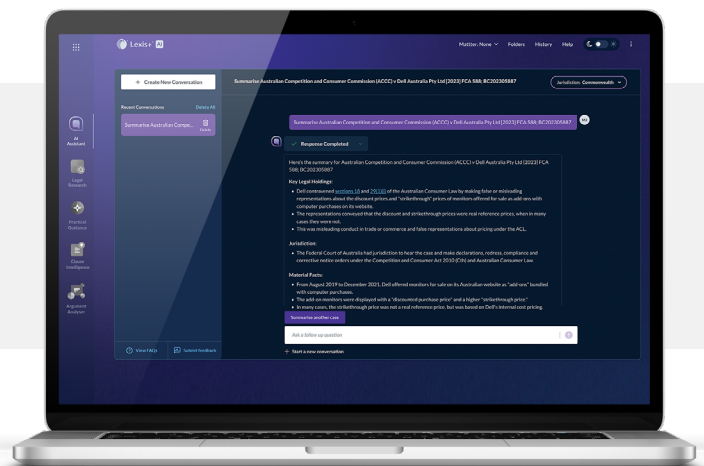 Lexis+ AI
Matter: None
Folders
History
Help
+ Create New Conversation
Summarise Australian Competition and Consumer Commission (ACCC) v Dell Australia Pty Ltd [2023] FCA 588; BC202305887
Jurisdiction: Commonwealth
Recent Conversations
Delete All
Summarise Australian Compe...
Delete
AI
Assistant
Legal
Research
Practical
Guidance
Clause
Intelligence
Argument
Analyser
Summarise Australian Competition and Consumer Commission (ACCC) v Dell Australia Pty Ltd [2023] FCA 588; BC202305887
Response Completed
Here's the summary for Australian Competition and Consumer Commission (ACCC) v Dell Australia Pty Ltd [2023] FCA
588; BC202305887
Key Legal Holdings:
• Dell contravened sections 18 and 29(1)(i) of the Australian Consumer Law by making false or misleading
representations about the discount prices and "strikethrough" prices of monitors offered for sale as add-ons with
computer purchases on its website.
• The representations conveyed that the discount and strikethrough prices were real reference prices, when in many
cases they were not.
• This was misleading conduct in trade or commerce and false representations about pricing under the ACL.
Jurisdiction:
• The Federal Court of Australia had jurisdiction to hear the case and make declarations, redress, compliance and
corrective notice orders under the Competition and Consumer Act 2010 (Cth) and Australian Consumer Law.
Material Facts:
• From August 2019 to December 2021, Dell offered monitors for sale on its Australian website as "add-ons" bundled
with computer purchases.
• The add-on monitors were displayed with a "discounted purchase price" and a higher "strikethrough price."
• In many cases, the strikethrough price was not a real reference price, but was based on Dell's internal cost pricing.
Summarise another case
Ask a follow up question
+ Start a new conversation
View FAQs
Submit feedback